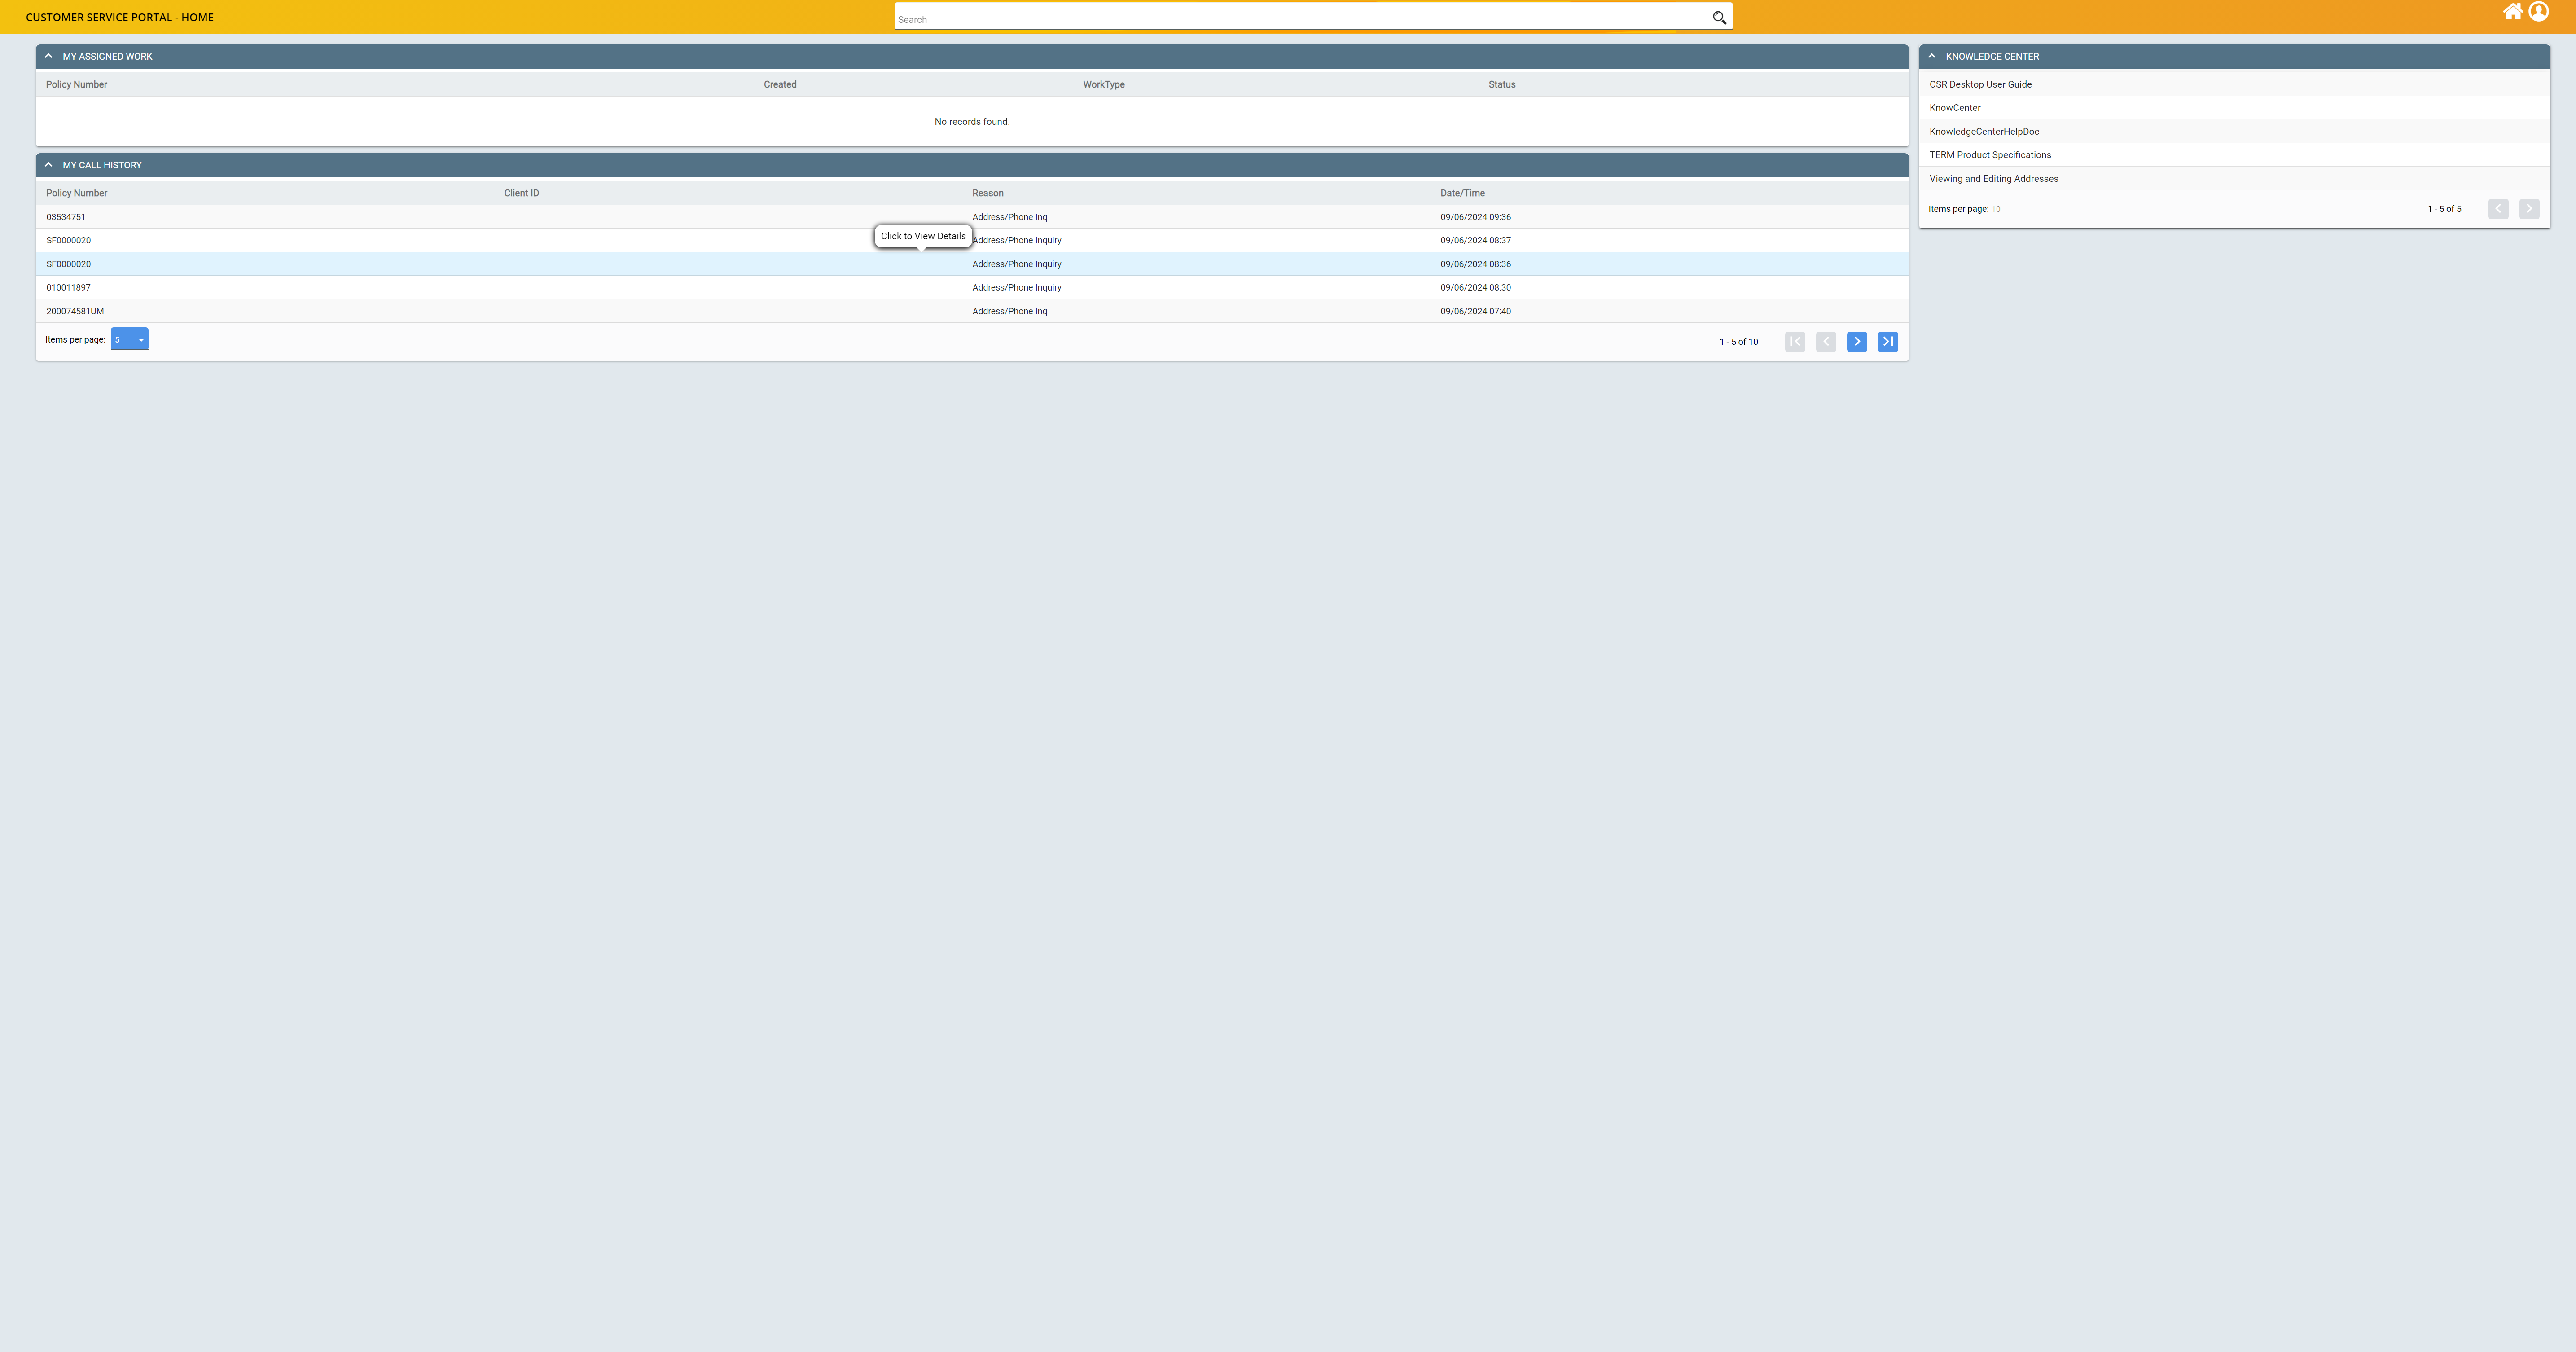 CUSTOMER SERVICE PORTAL - HOME
Search
MY ASSIGNED WORK
Policy Number Created WorkType Status
No records found.
MY CALL HISTORY
Policy Number Client ID Reason Date/Time
03534751 Address/Phone Inq 09/06/2024 09:36
SF0000020 Address/Phone Inquiry 09/06/2024 08:37
Click to View Details
SF0000020 Address/Phone Inquiry 09/06/2024 08:36
010011897 Address/Phone Inquiry 09/06/2024 08:30
200074581UM Address/Phone Inq 09/06/2024 07:40
Items per page: 5 1 - 5 of 10
KNOWLEDGE CENTER
CSR Desktop User Guide
KnowCenter
KnowledgeCenterHelpDoc
TERM Product Specifications
Viewing and Editing Addresses
Items per page: 10 1 - 5 of 5